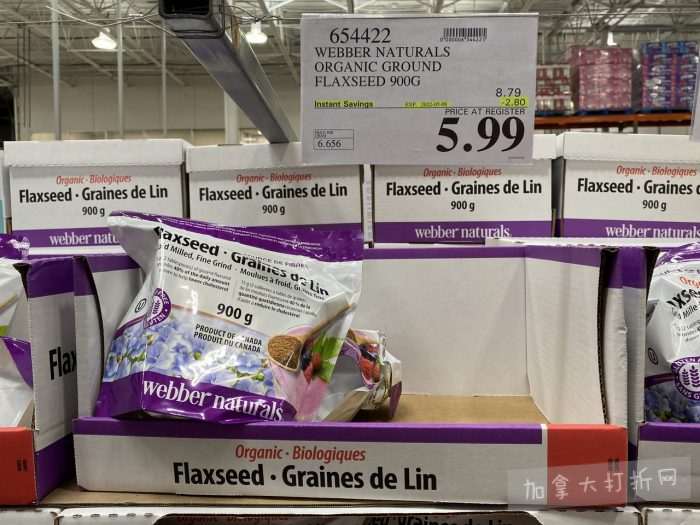 654422
WEBBER NATURALS
ORGANIC GROUND
FLAXSEED 900G
8.79
Instant Savings
-2.80
PRICE AT REGISTER
5.99
6.656
Organic · Biologiques
Flaxseed · Graines de Lin
900 g
webber naturals
Organic · Biologiques
Flaxseed · Graines de Lin
900 g
webber naturals
Organic · Biologiques
Flaxseed · Graines de Lin
900 g
webber naturals
Organic · Biologiques
Flaxseed · Graines d
900 g
webber naturals
axseed · Graines de Lin
d Milled, Fine Grind · Moulues à froid,
900 g
PRODUCT OF CANADA
PRODUIT DU CANADA
webber naturals
Flax
Organic · Biologiques
Flaxseed · Graines de Lin
加拿大打折网